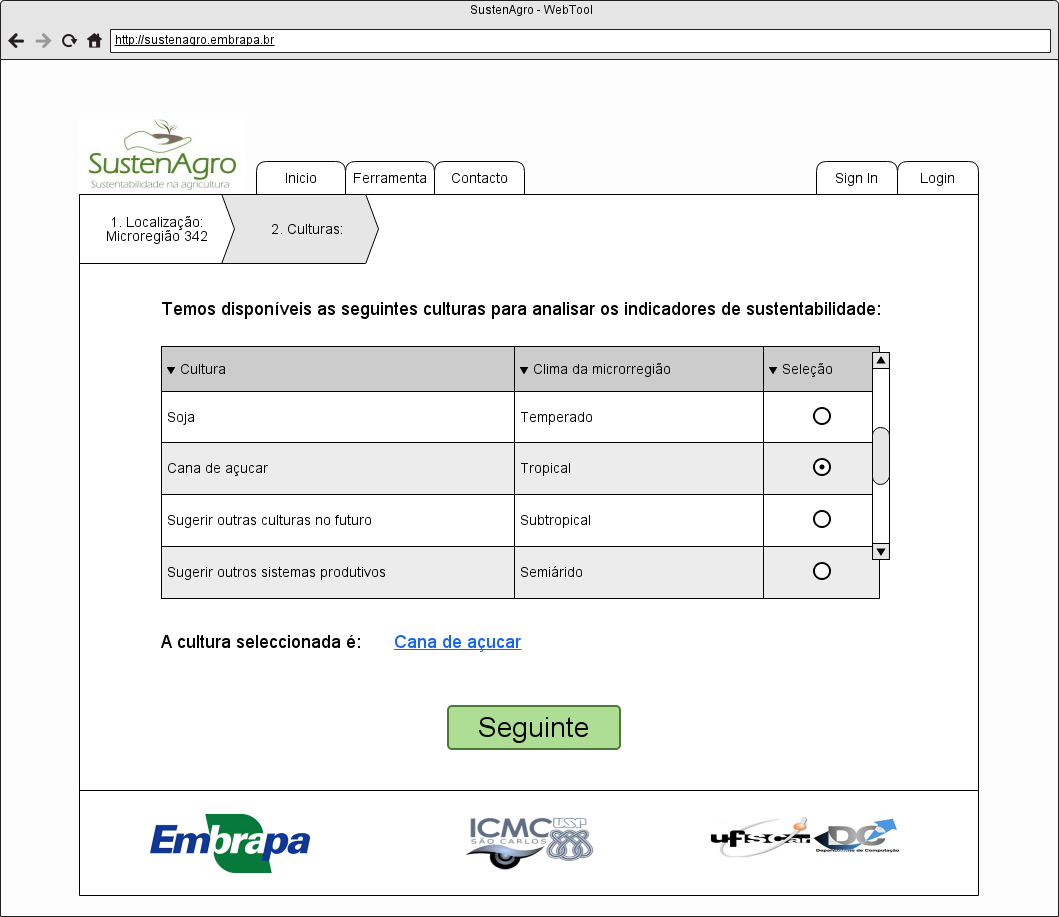 SustenAgro - WebTool
http://sustenagro.embrapa.br
SustenAgro
Sustentabilidade na agricultura
Inicio
Ferramenta
Contacto
Sign In
Login
1. Localização:
Microregião 342
2. Culturas:
Temos disponíveis as seguintes culturas para analisar os indicadores de sustentabilidade:
Cultura
Clima da microrregião
Seleção
Soja
Temperado
Cana de açucar
Tropical
Sugerir outras culturas no futuro
Subtropical
Sugerir outros sistemas produtivos
Semiárido
A cultura seleccionada é:
Cana de açucar
Seguinte
Embrapa
ICMC USP
SÃO CARLOS
ufscar
DC
Departamento de Computação